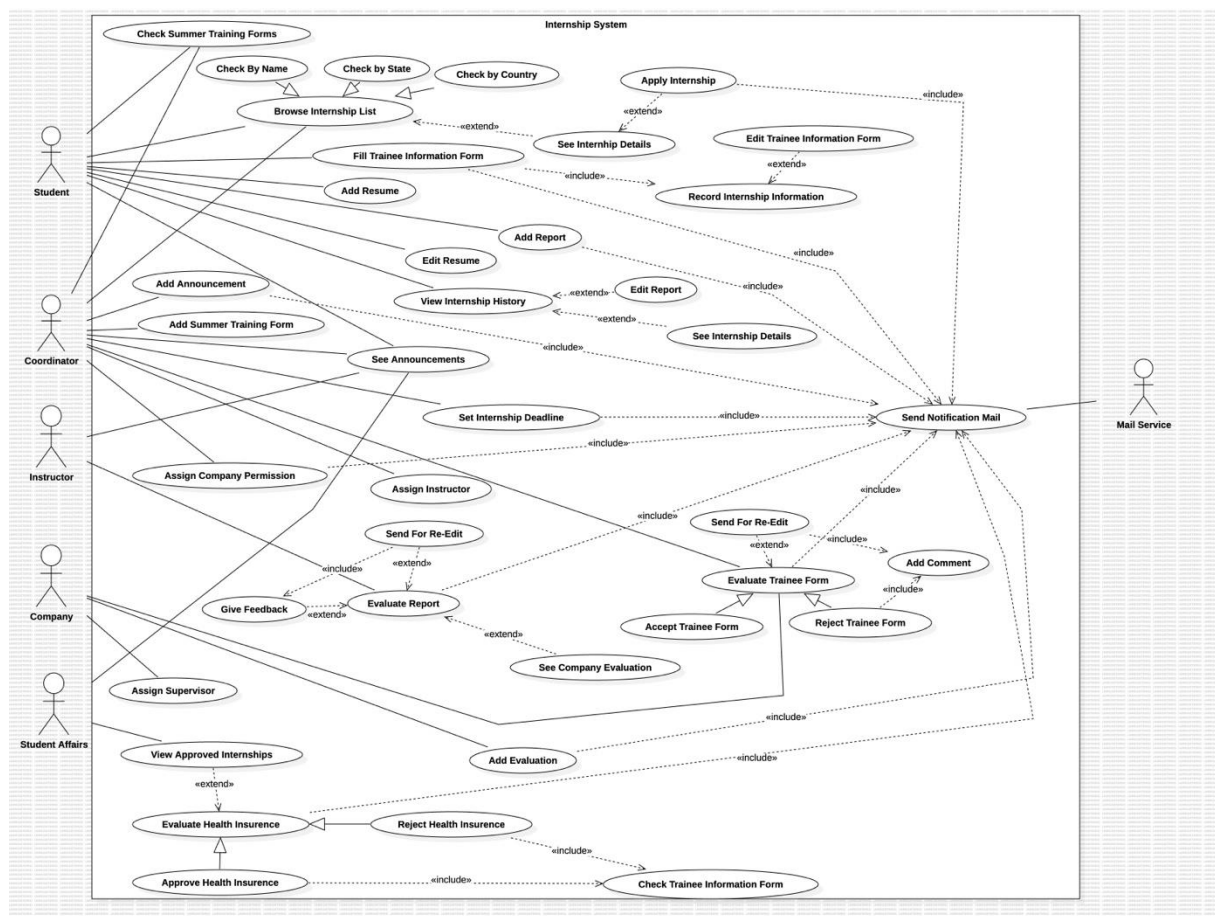 Internship System
Check Summer Training Forms
Check By Name
Check by State
Check by Country
Apply Internship
«include»
Browse Internship List
«extend»
«extend»
See Internhip Details
Edit Trainee Information Form
Fill Trainee Information Form
«extend»
«include»
Student
Add Resume
Record Internship Information
Add Report
«include»
Edit Resume
Add Announcement
«include»
Edit Report
«extend»
View Internship History
«extend»
Add Summer Training Form
See Internship Details
«include»
Coordinator
See Announcements
Set Internship Deadline
«include»
Send Notification Mail
Mail Service
«include»
Instructor
Assign Company Permission
Assign Instructor
«include»
«include»
Send For Re-Edit
Send For Re-Edit
«include»
«extend»
Add Comment
«include»
«extend»
Evaluate Trainee Form
«include»
Evaluate Report
Give Feedback
«extend»
Company
Accept Trainee Form
Reject Trainee Form
«extend»
See Company Evaluation
Assign Supervisor
«include»
Student Affairs
View Approved Internships
Add Evaluation
«include»
«extend»
Evaluate Health Insurence
Reject Health Insurence
«include»
Approve Health Insurence
«include»
Check Trainee Information Form